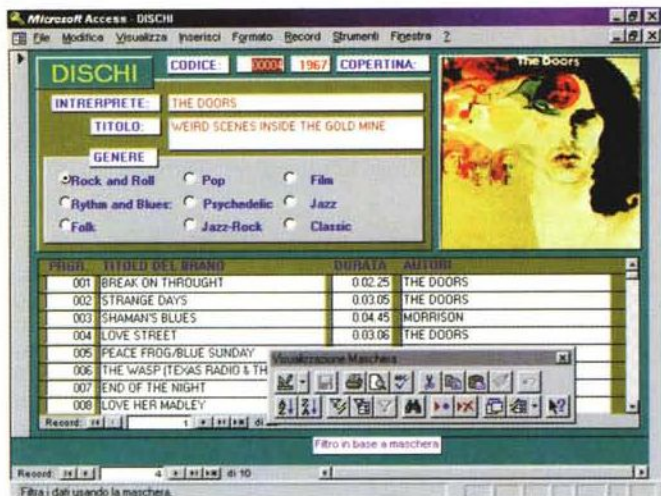 Microsoft Access - DISCHI
File Modifica Visualizza Inserisci Formato Record Strumenti Finestra ?
DISCHI
CODICE: 00004 1967 COPERTINA:
INTRERPRETE: THE DOORS
TITOLO: WEIRD SCENES INSIDE THE GOLD MINE
GENERE
Rock and Roll Pop Film
Rythm and Blues: Psychedelic Jazz
Folk Jazz-Rock Classic
The Doors
PRGR. TITOLO DEL BRANO DURATA AUTORI
001 BREAK ON THROUGHT 0.02.25 THE DOORS
002 STRANGE DAYS 0.03.05 THE DOORS
003 SHAMAN'S BLUES 0.04.45 MORRISON
004 LOVE STREET 0.03.06 THE DOORS
005 PEACE FROG/BLUE SUNDAY
006 THE WASP (TEXAS RADIO & TH
007 END OF THE NIGHT
008 LOVE HER MADLEY
Visualizzazione Maschera
Record: 1 di
Filtro in base a maschera
Record: 4 di 10
Filtra i dati usando la maschera